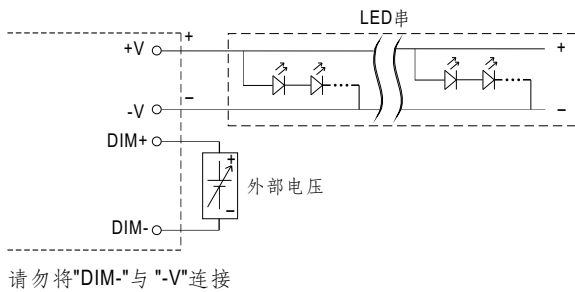 LED串
+V
+
+
-V
−
−
DIM+
+
外部电压
−
DIM-
请勿将"DIM-"与 "-V"连接